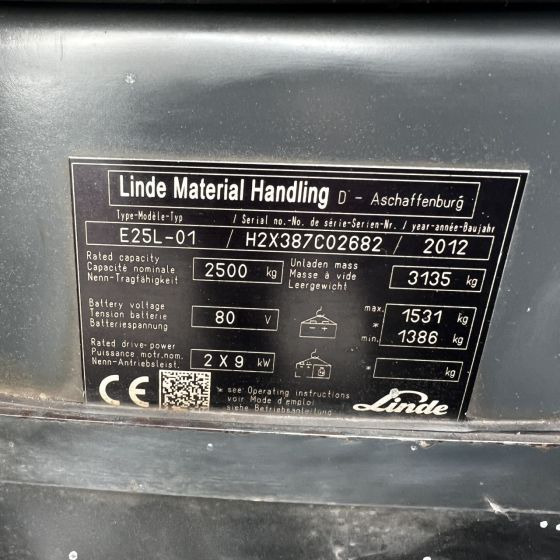 Linde Material Handling D - Aschaffenburg
Type-Modèle-Typ / Serial no.-No. de série-Serien-Nr. / year-année-Baujahr
E25L-01 / H2X387C02682 / 2012
Rated capacity
Capacité nominale
Nenn-Tragfähigkeit
2500 kg
Unladen mass
Masse à vide
Leergewicht
3135 kg
Battery voltage
Tension batterie
Batteriespannung
80 V
max. 1531 kg
*
min. 1386 kg
Rated drive-power
Puissance motr.nom.
Nenn-Antriebsleist.
2 X 9 kW
* kg
CE
* see Operating instructions
voir Mode d'emploi
siehe Betriebsanleitung
Linde